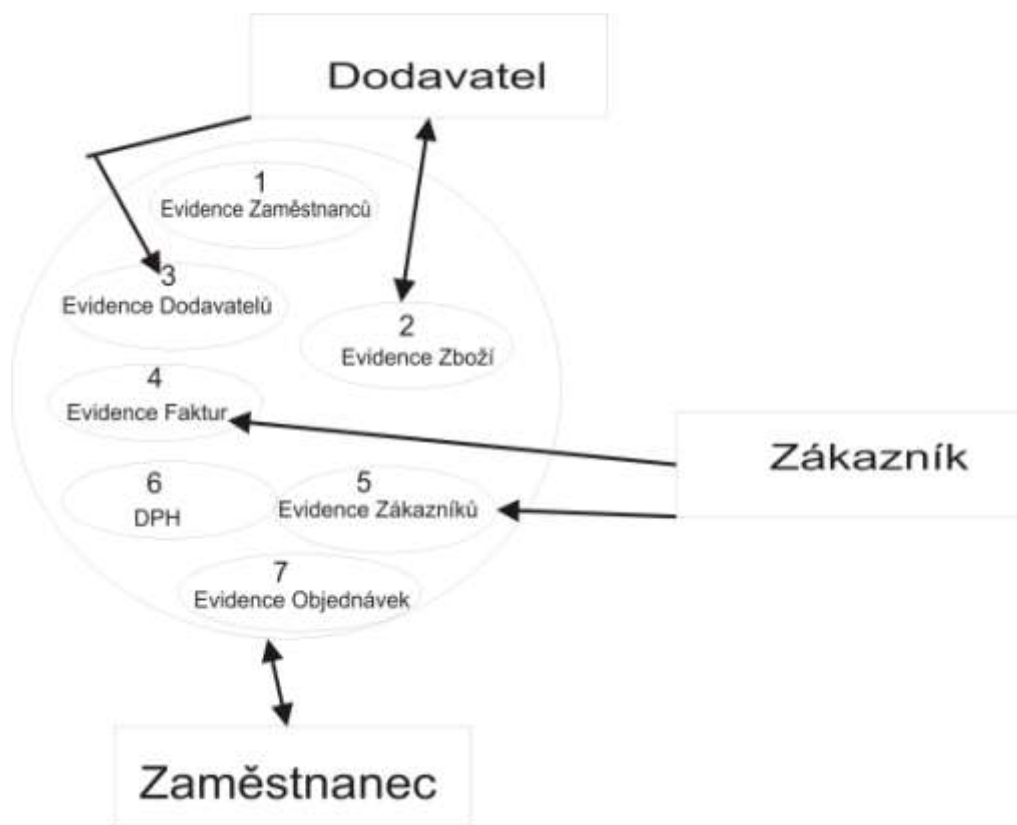 Dodavatel
1
Evidence Zaměstnanců
3
Evidence Dodavatelů
2
Evidence Zboží
4
Evidence Faktur
Zákazník
6
DPH
5
Evidence Zákazníků
7
Evidence Objednávek
Zaměstnanec